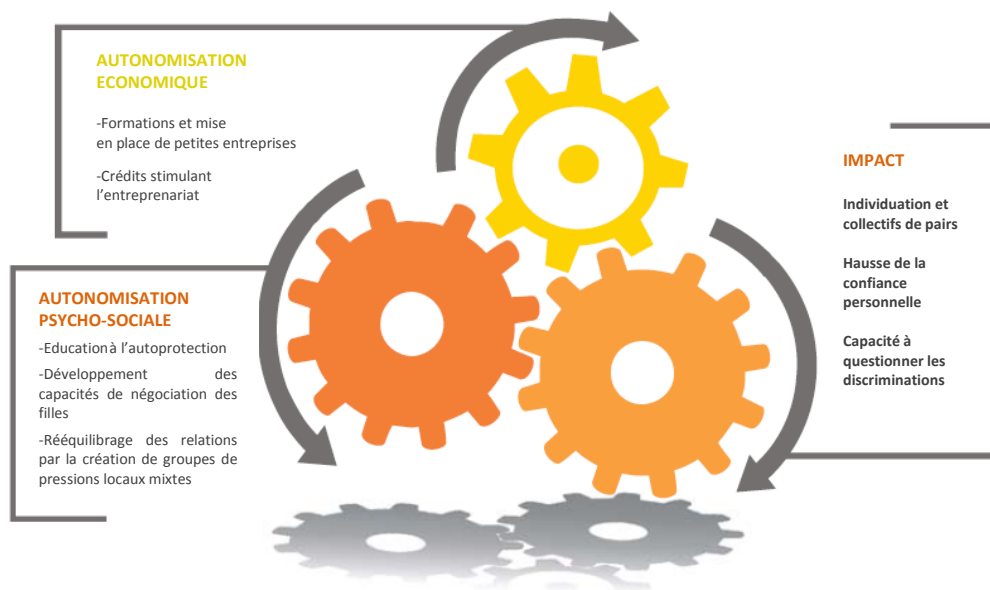 AUTONOMISATION
ECONOMIQUE
-Formations et mise
en place de petites entreprises
-Crédits stimulant
l’entreprenariat
AUTONOMISATION
PSYCHO-SOCIALE
-Education à l’autoprotection
-Développement des
capacités de négociation des
filles
-Rééquilibrage des relations
par la création de groupes de
pressions locaux mixtes
IMPACT
Individuation et
collectifs de pairs
Hausse de la
confiance
personnelle
Capacité à
questionner les
discriminations